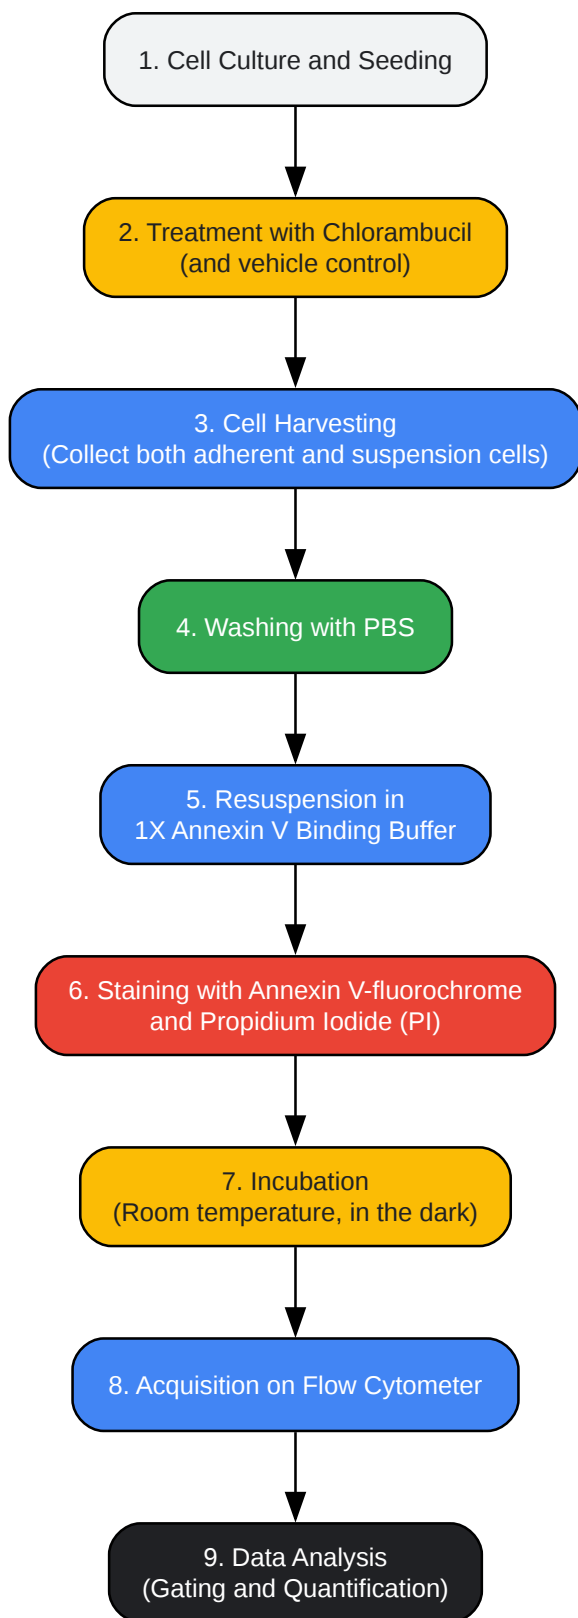 1. Cell Culture and Seeding
2. Treatment with Chlorambucil
(and vehicle control)
3. Cell Harvesting
(Collect both adherent and suspension cells)
4. Washing with PBS
5. Resuspension in
1X Annexin V Binding Buffer
6. Staining with Annexin V-fluorochrome
and Propidium Iodide (PI)
7. Incubation
(Room temperature, in the dark)
8. Acquisition on Flow Cytometer
9. Data Analysis
(Gating and Quantification)